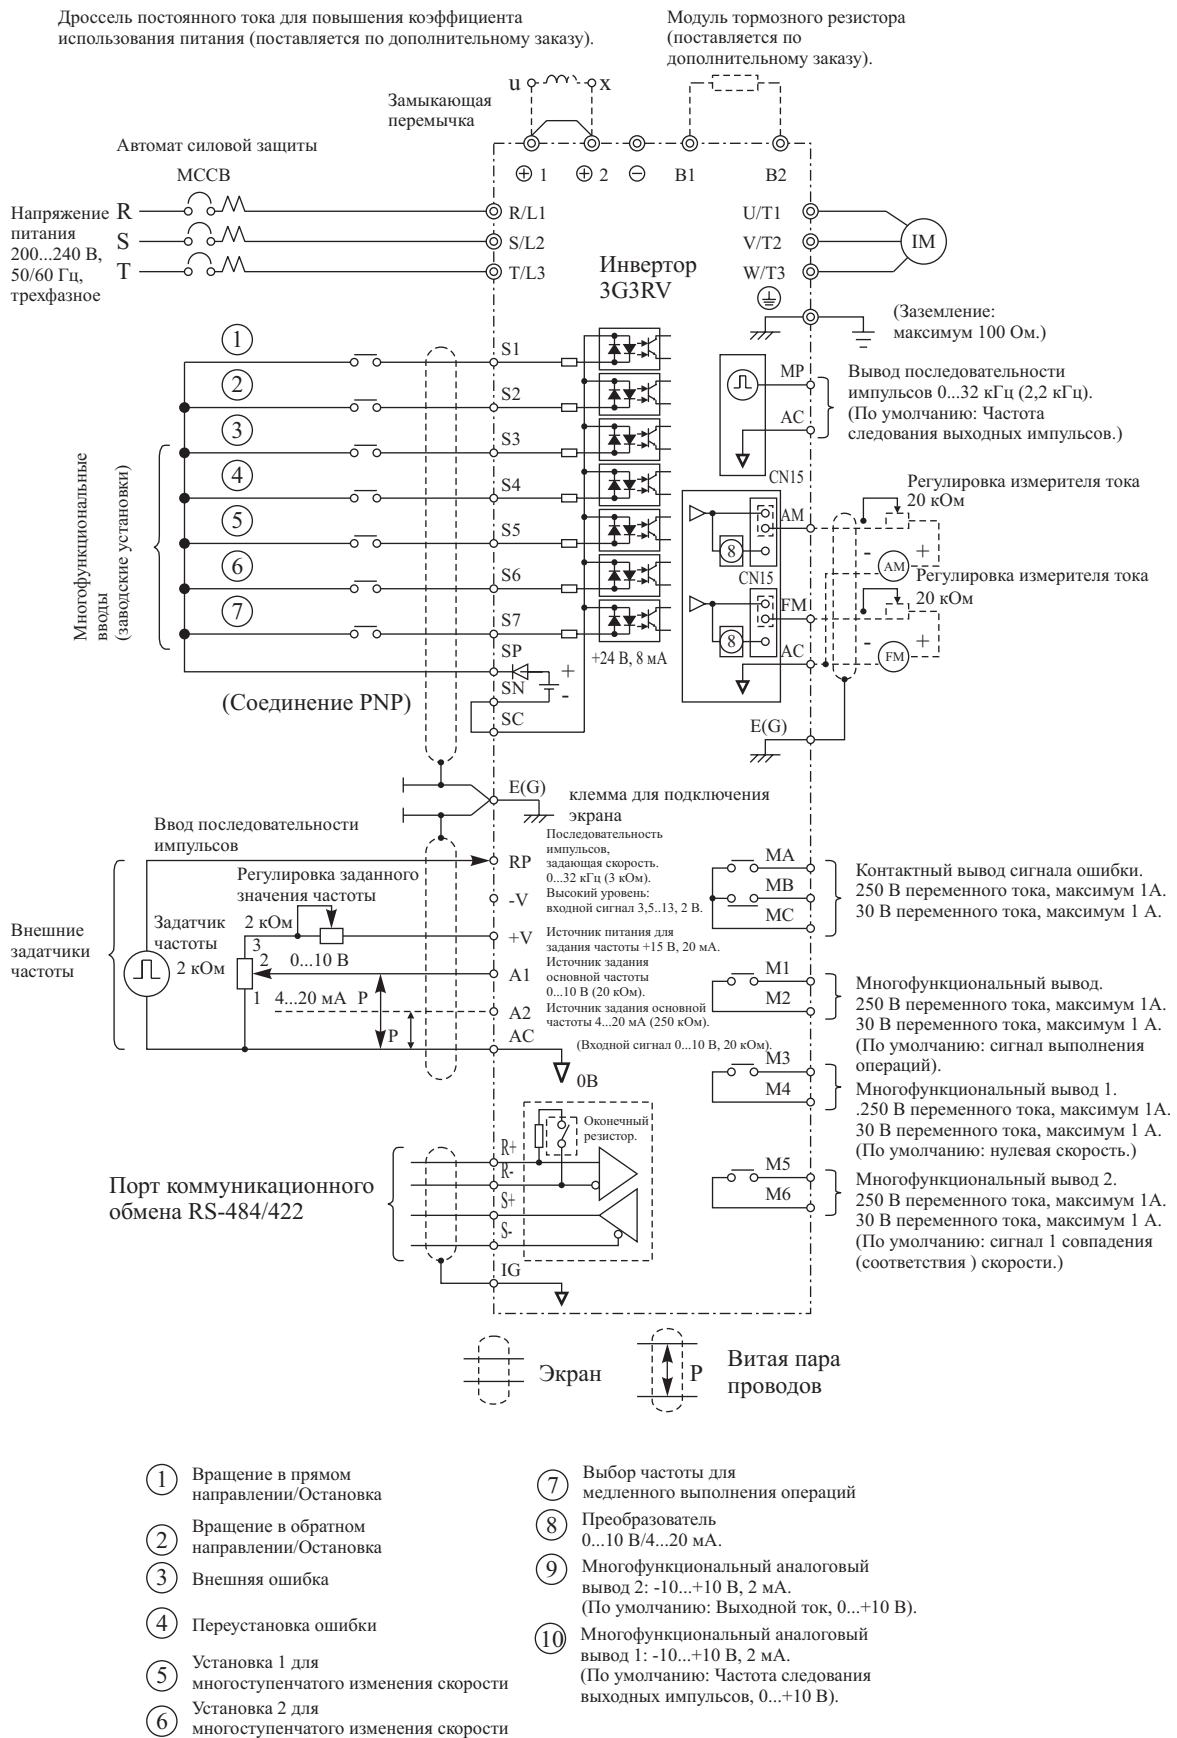 Дроссель постоянного тока для повышения коэффициента
использования питания (поставляется по дополнительному заказу).
Модуль тормозного резистора
(поставляется по
дополнительному заказу).
u
x
Замыкающая
перемычка
Автомат силовой защиты
MCCB
⊕ 1
⊕ 2
⊖
B1
B2
Напряжение
питания
200...240 В,
50/60 Гц,
трехфазное
R
S
T
R/L1
S/L2
T/L3
U/T1
V/T2
W/T3
IM
Инвертор
3G3RV
(Заземление:
максимум 100 Ом.)
1
2
3
4
5
6
7
S1
S2
S3
S4
S5
S6
S7
SP
SN
SC
+
-
+24 В, 8 мА
Многофункциональные
вводы
(заводские установки)
(Соединение PNP)
MP
AC
Вывод последовательности
импульсов 0...32 кГц (2,2 кГц).
(По умолчанию: Частота
следования выходных импульсов.)
CN15
AM
8
CN15
FM
8
AC
Регулировка измерителя тока
20 кОм
-
+
AM
Регулировка измерителя тока
20 кОм
-
+
FM
E(G)
E(G)
клемма для подключения
экрана
Ввод последовательности
импульсов
Регулировка заданного
значения частоты
Внешние
задатчики
частоты
Задатчик
частоты
2 кОм
2 кОм
3
2
1
0...10 В
4...20 мА
P
P
RP
-V
+V
A1
A2
AC
0В
Последовательность
импульсов,
задающая скорость.
0...32 кГц (3 кОм).
Высокий уровень:
входной сигнал 3,5..13, 2 В.
Источник питания для
задания частоты +15 В, 20 мА.
Источник задания
основной частоты
0...10 В (20 кОм).
Источник задания основной
частоты 4...20 мА (250 кОм).
(Входной сигнал 0...10 В, 20 кОм).
MA
MB
MC
Контактный вывод сигнала ошибки.
250 В переменного тока, максимум 1А.
30 В переменного тока, максимум 1 А.
M1
M2
Многофункциональный вывод.
250 В переменного тока, максимум 1А.
30 В переменного тока, максимум 1 А.
(По умолчанию: сигнал выполнения
операций).
M3
M4
Многофункциональный вывод 1.
.250 В переменного тока, максимум 1А.
30 В переменного тока, максимум 1 А.
(По умолчанию: нулевая скорость.)
M5
M6
Многофункциональный вывод 2.
250 В переменного тока, максимум 1А.
30 В переменного тока, максимум 1 А.
(По умолчанию: сигнал 1 совпадения
(соответствия ) скорости.)
Порт коммуникационного
обмена RS-484/422
R+
R-
S+
S-
IG
Оконечный
резистор.
Экран
P
Витая пара
проводов
1 Вращение в прямом
направлении/Остановка
2 Вращение в обратном
направлении/Остановка
3 Внешняя ошибка
4 Переустановка ошибки
5 Установка 1 для
многоступенчатого изменения скорости
6 Установка 2 для
многоступенчатого изменения скорости
7 Выбор частоты для
медленного выполнения операций
8 Преобразователь
0...10 В/4...20 мА.
9 Многофункциональный аналоговый
вывод 2: -10...+10 В, 2 мА.
(По умолчанию: Выходной ток, 0...+10 В).
10 Многофункциональный аналоговый
вывод 1: -10...+10 В, 2 мА.
(По умолчанию: Частота следования
выходных импульсов, 0...+10 В).